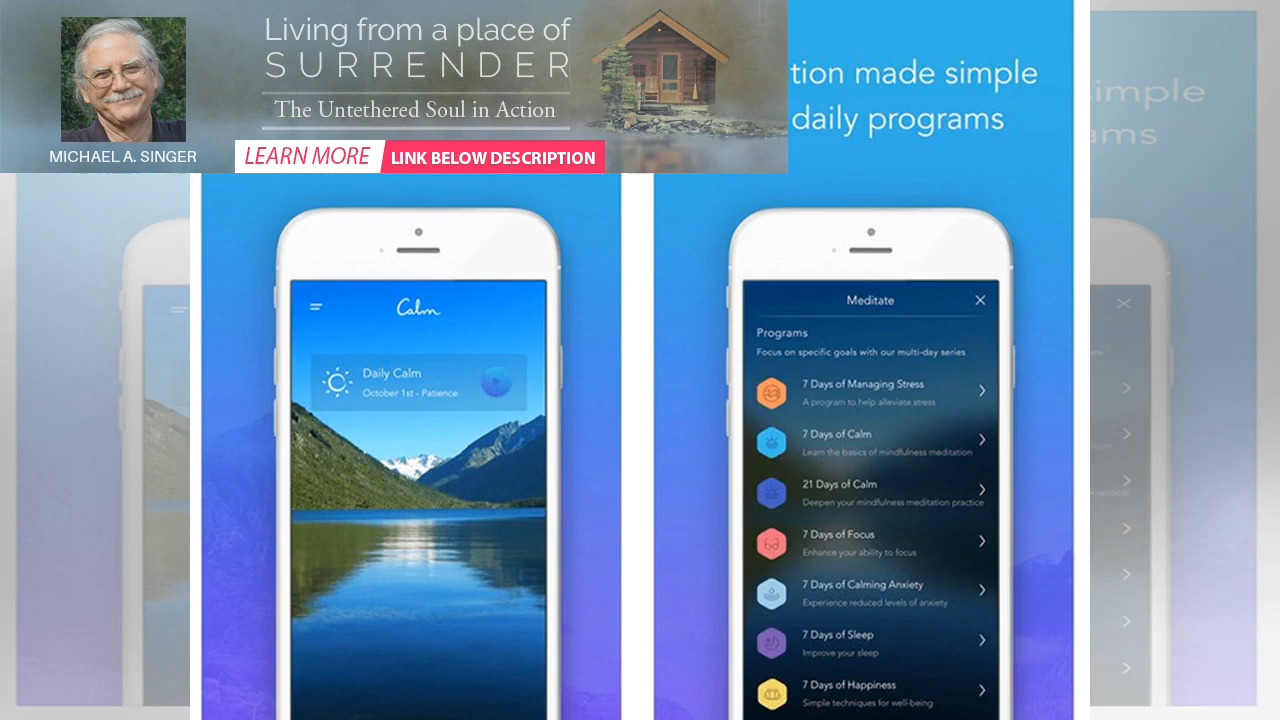 Living from a place of
SURRENDER
The Untethered Soul in Action
MICHAEL A. SINGER
LEARN MORE
LINK BELOW DESCRIPTION
tion made simple
daily programs
simple
ams
Calm
Daily Calm
October 1st - Patience
Meditate
Programs
Focus on specific goals with our multi-day series
7 Days of Managing Stress
A program to help alleviate stress
7 Days of Calm
Learn the basics of mindfulness meditation
21 Days of Calm
Deepen your mindfulness meditation practice
7 Days of Focus
Enhance your ability to focus
7 Days of Calming Anxiety
Experience reduced levels of anxiety
7 Days of Sleep
Improve your sleep
7 Days of Happiness
Simple techniques for well-being